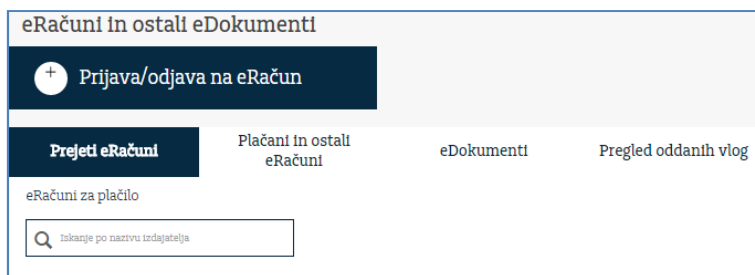 eRačuni in ostali eDokumenti
+ Prijava/odjava na eRačun
Prejeti eRačuni
Plačani in ostali
eRačuni
eDokumenti
Pregled oddanih vlog
eRačuni za plačilo
Iskanje po nazivu izdajatelja